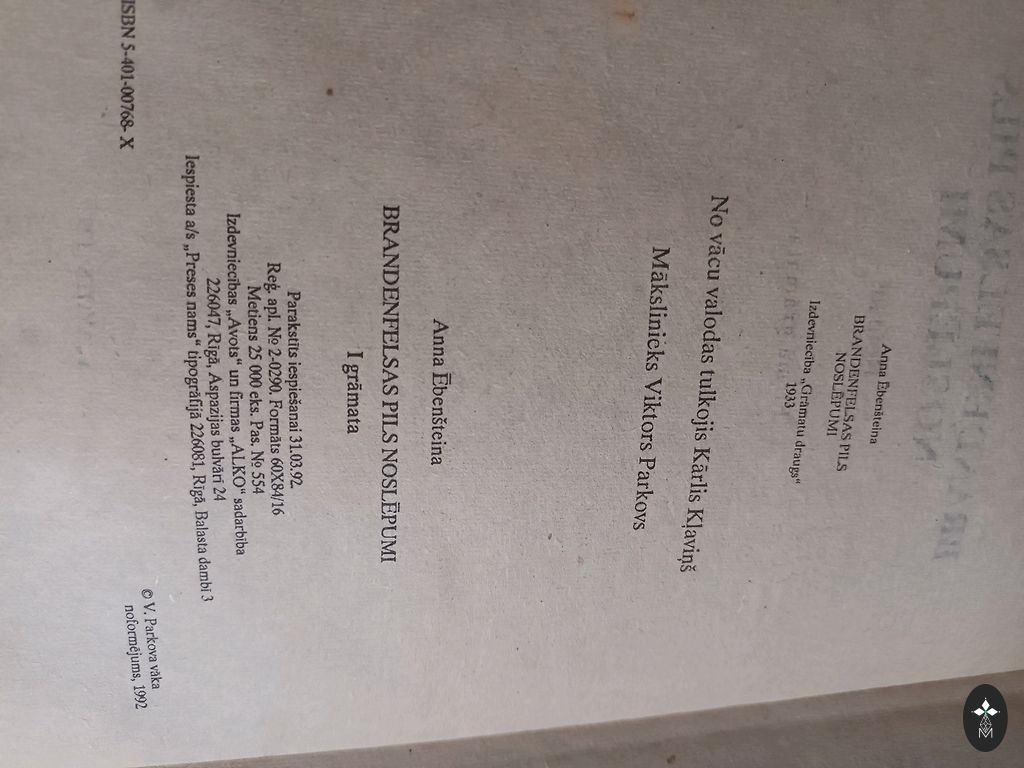 Anna Ēbenšteina
BRANDENFELSAS PILS
NOSLĒPUMI
Izdevniecība „Grāmatu draugs“
1933
No vācu valodas tulkojis Kārlis Kļaviņš
Mākslinieks Viktors Parkovs
Anna Ēbenšteina
BRANDENFELSAS PILS NOSLĒPUMI
I grāmata
Parakstīts iespiešanai 31.03.92.
Reģ. apl. № 2-0290. Formāts 60X84/16
Metiens 25 000 eks. Pas. № 554
Izdevniecības „Avots“ un firmas „ALKO“ sadarbība
226047, Rīgā, Aspazijas bulvārī 24
Iespiesta a/s „Preses nams“ tipogrāfijā 226081, Rīgā, Balasta dambī 3
ISBN 5-401-00768- X
© V. Parkova vāka
noformējums, 1992
M